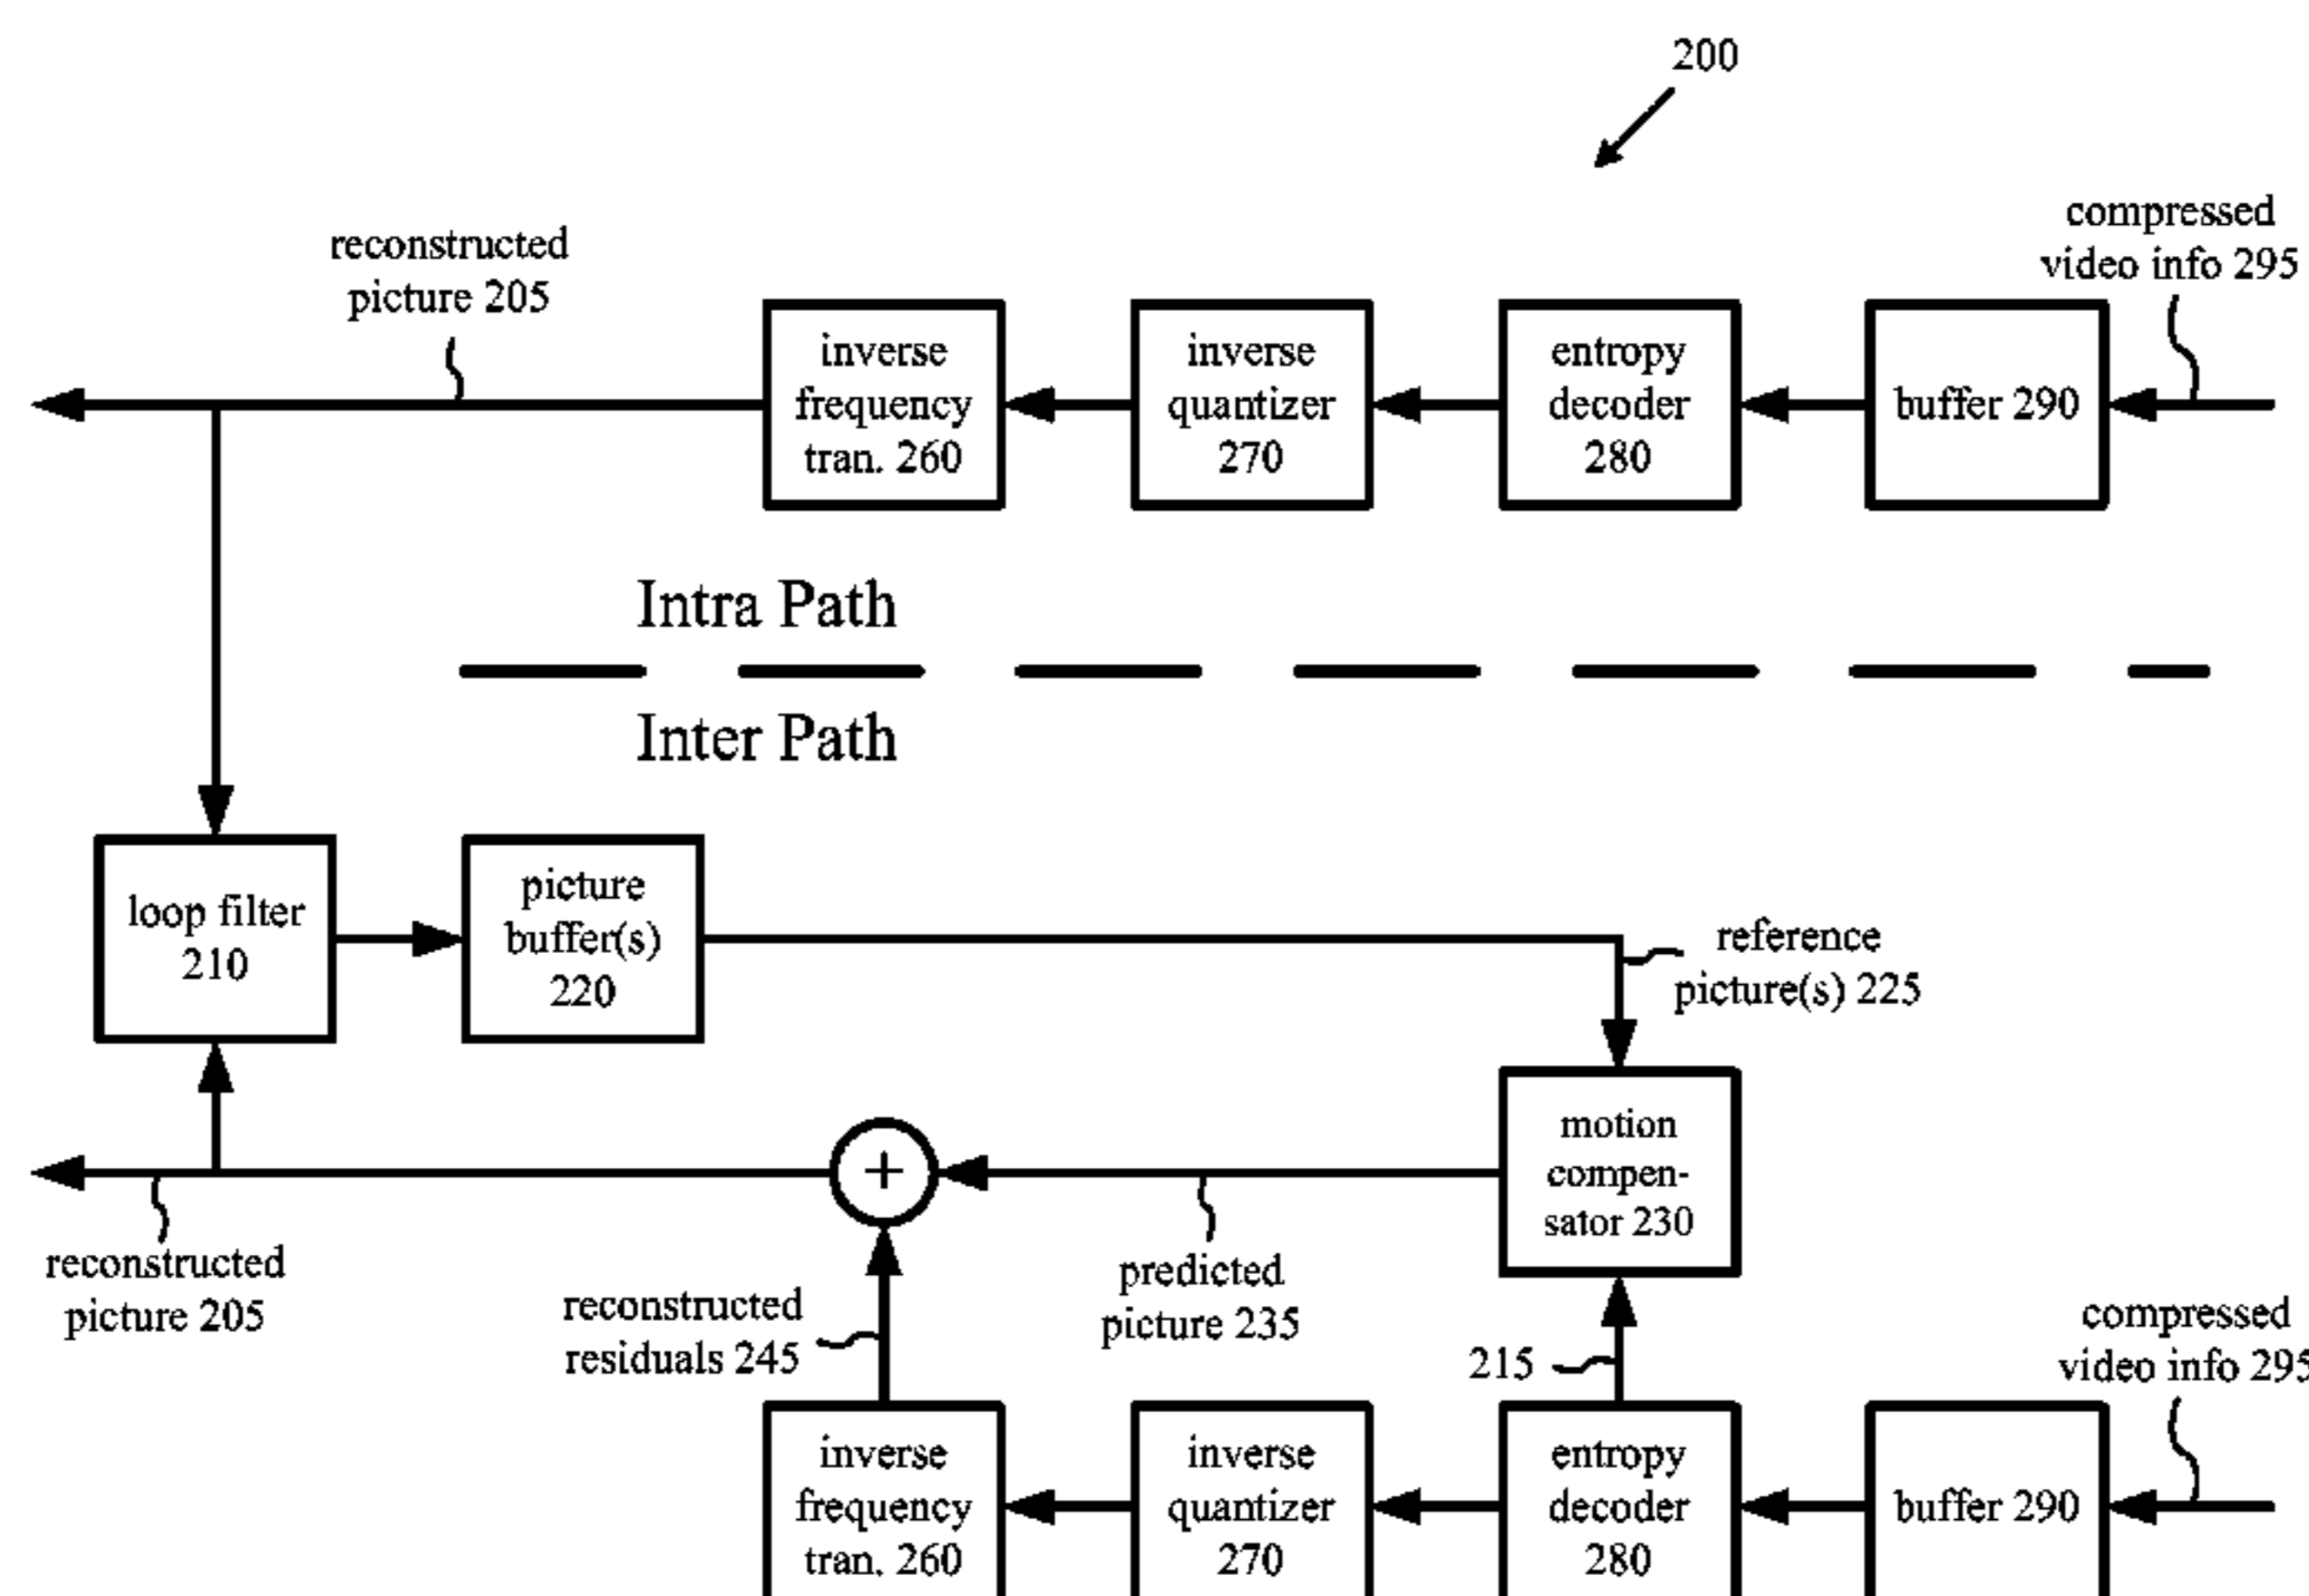 200
compressed
video info 295
reconstructed
picture 205
inverse
frequency
tran. 260
inverse
quantizer
270
entropy
decoder
280
buffer 290
Intra Path
Inter Path
loop filter
210
picture
buffer(s)
220
reference
picture(s) 225
motion
compen-
sator 230
+
reconstructed
picture 205
predicted
picture 235
reconstructed
residuals 245
215
compressed
video info 295
inverse
frequency
tran. 260
inverse
quantizer
270
entropy
decoder
280
buffer 290